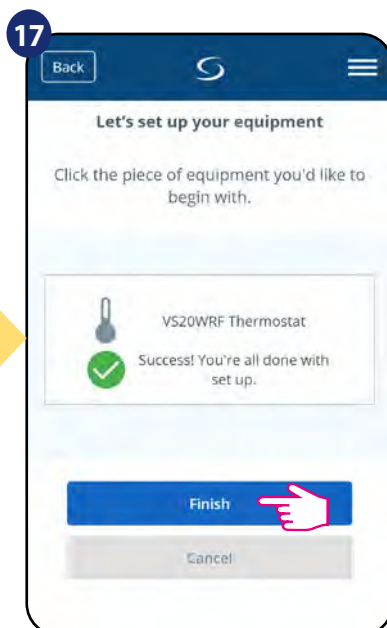 17
Back
Let's set up your equipment
Click the piece of equipment you'd like to
begin with.
VS20WRF Thermostat
Success! You're all done with
set up.
Finish
Cancel